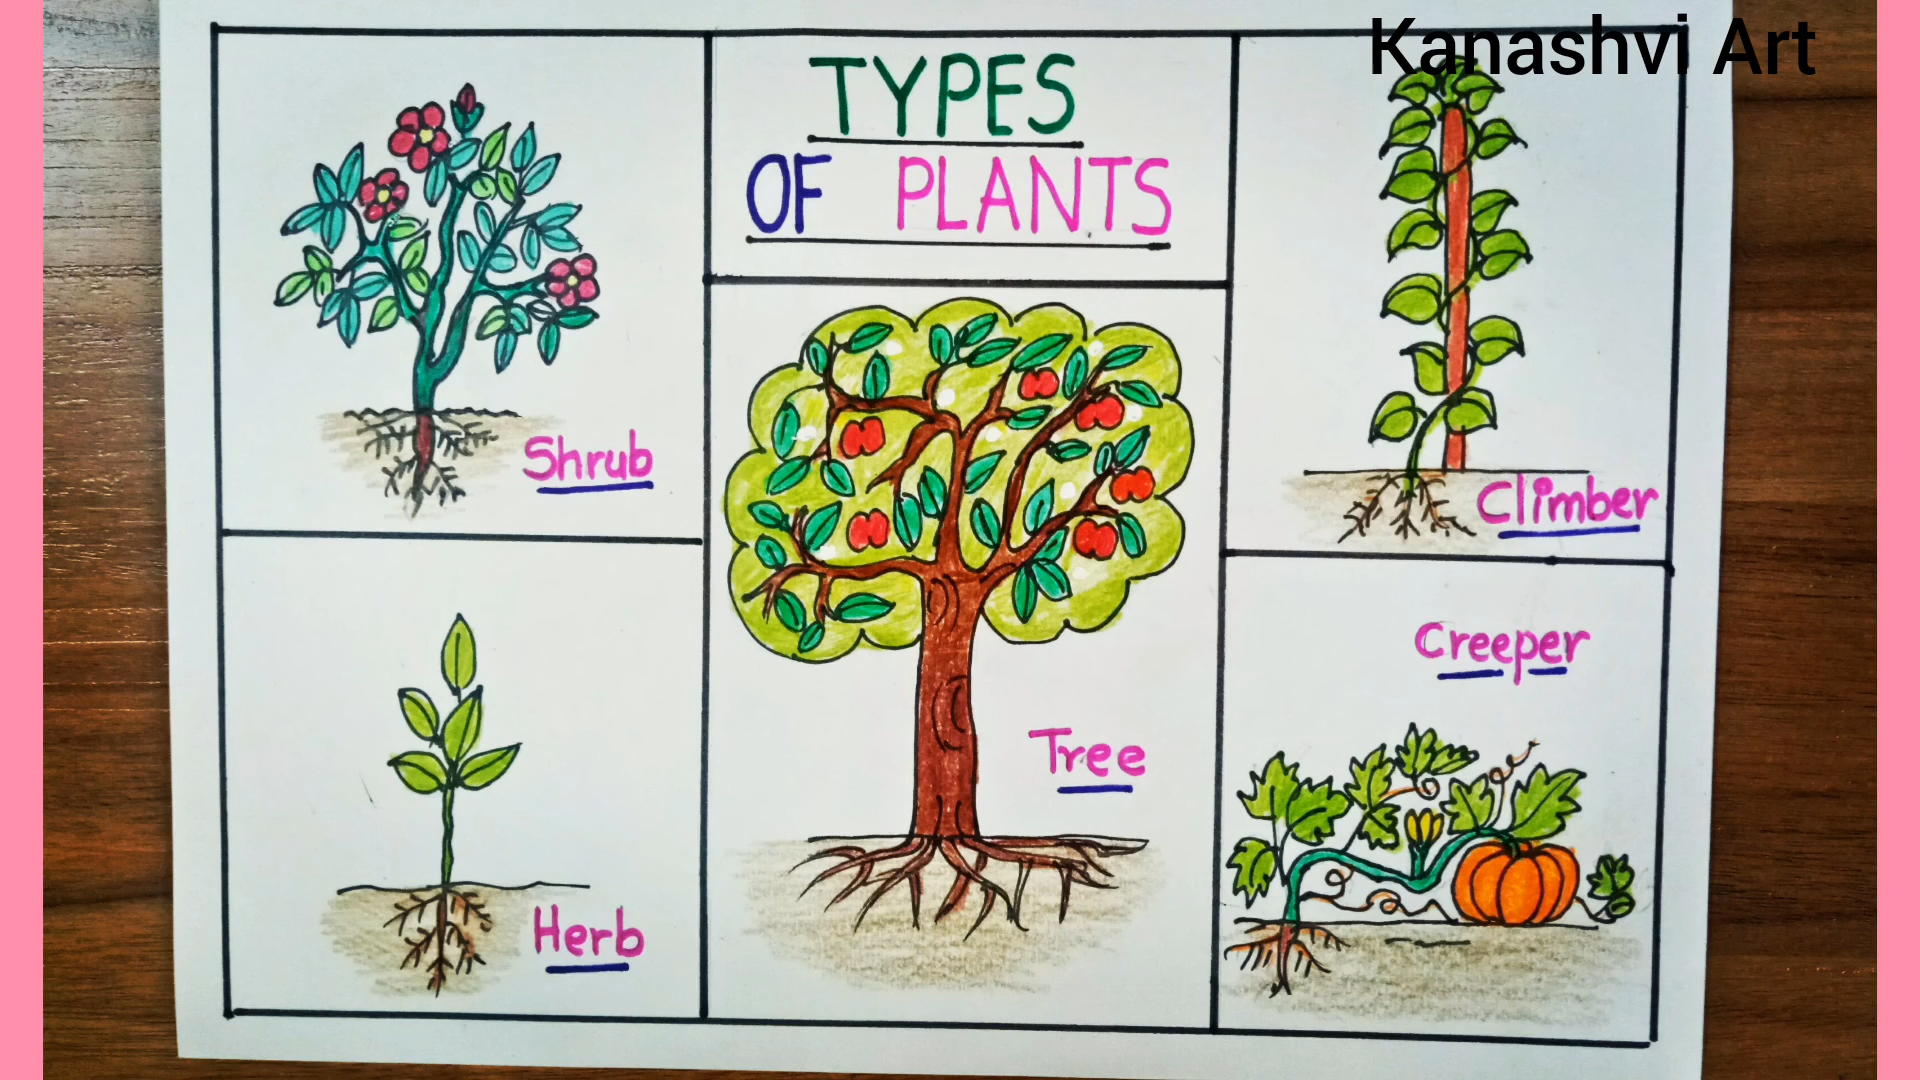 Kanashvi Art
TYPES
OF PLANTS
Shrub
Climber
Herb
Tree
Creeper